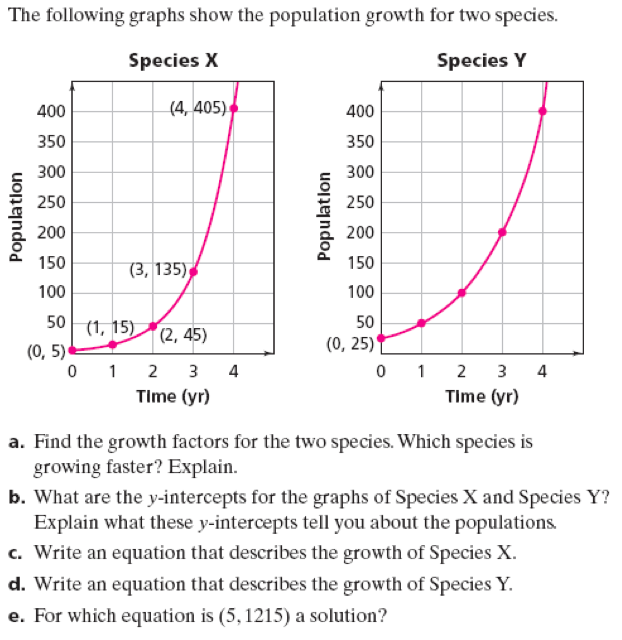 The following graphs show the population growth for two species.
Species X
Population
400
350
300
250
200
150
100
50
(4, 405)
(3, 135)
(1, 15)
(2, 45)
(0, 5)
0 1 2 3 4
Time (yr)
Species Y
Population
400
350
300
250
200
150
100
50
(0, 25)
0 1 2 3 4
Time (yr)
a. Find the growth factors for the two species. Which species is
growing faster? Explain.
b. What are the y-intercepts for the graphs of Species X and Species Y?
Explain what these y-intercepts tell you about the populations.
c. Write an equation that describes the growth of Species X.
d. Write an equation that describes the growth of Species Y.
e. For which equation is (5, 1215) a solution?